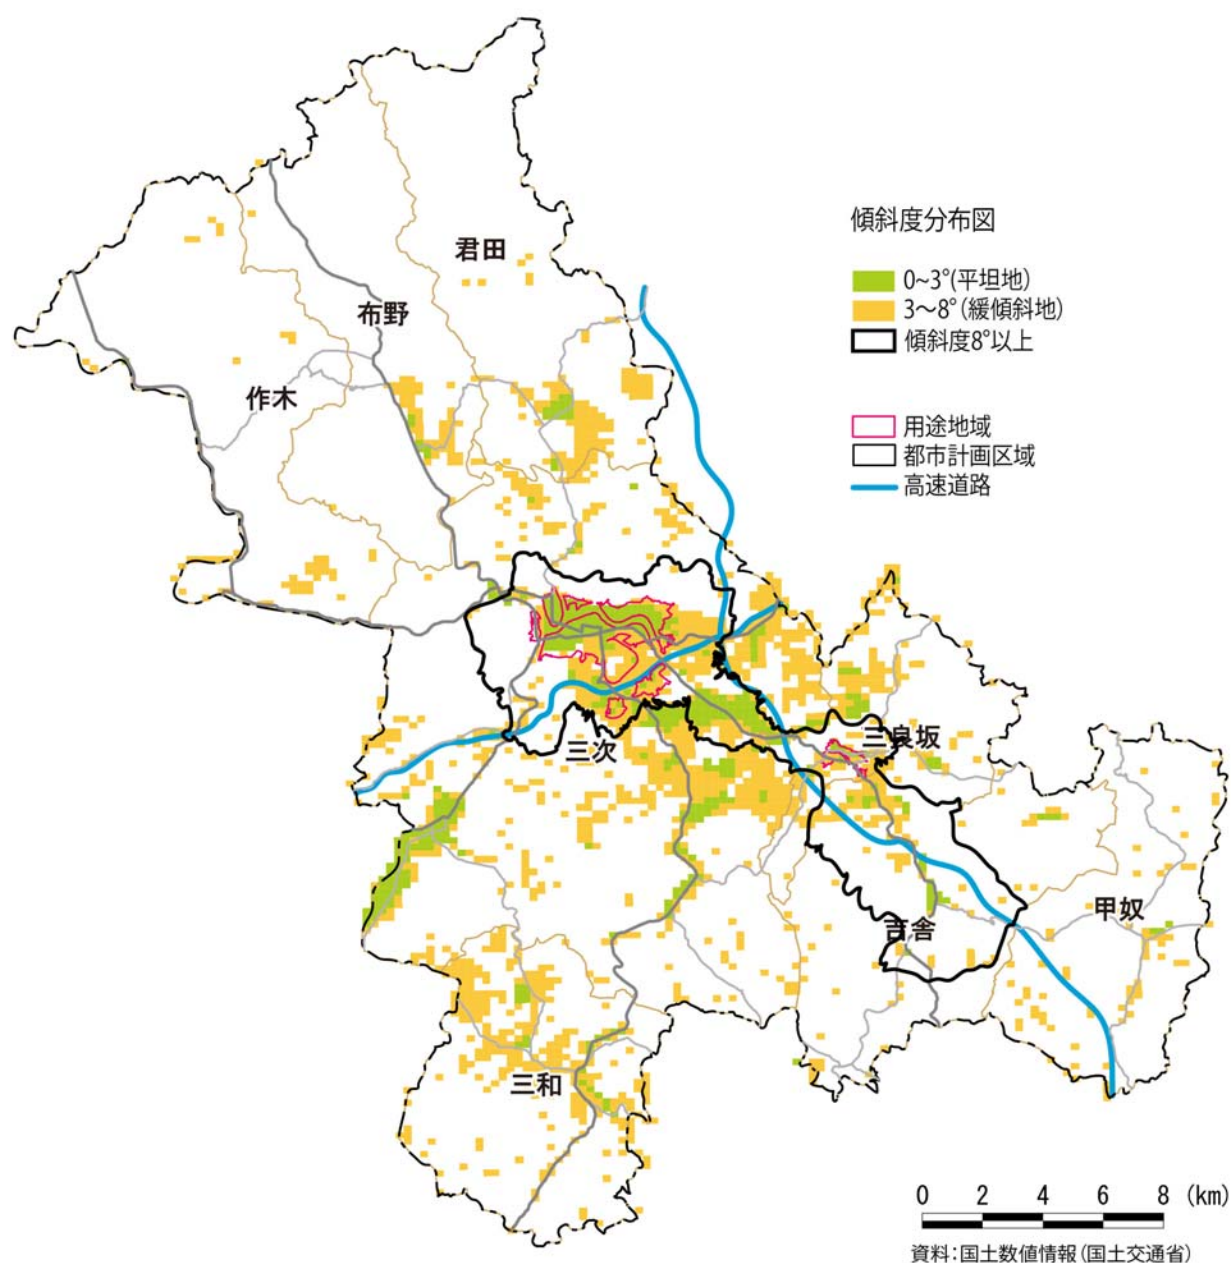 傾斜度分布図
0~3°(平坦地)
3～8°(緩傾斜地)
傾斜度8°以上
用途地域
都市計画区域
高速道路
君田
布野
作木
三次
三良坂
吉舎
甲奴
三和
0 2 4 6 8 (km)
資料:国土数値情報(国土交通省)